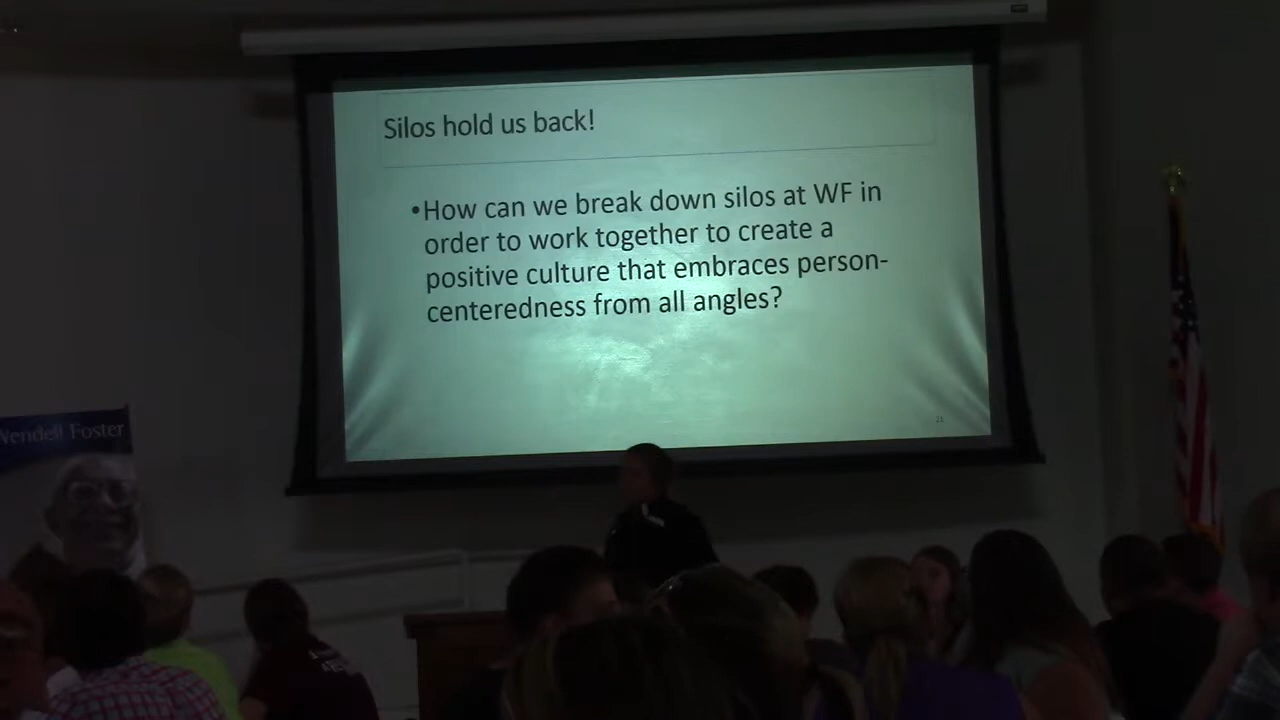 Silos hold us back!
•How can we break down silos at WF in
order to work together to create a
positive culture that embraces person-
centeredness from all angles?
Wendell Foster